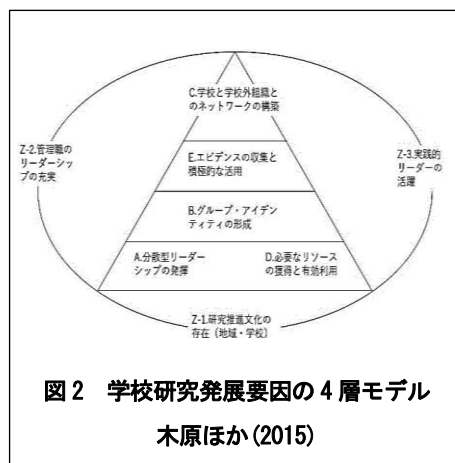 C.学校と学校外組織と
のネットワークの構築
Z-2.管理職の
リーダーシッ
プの充実
Z-3.実践的
リーダーの
活躍
E.エビデンスの収集と
積極的な活用
B.グループ・アイデン
ティティの形成
A.分散型リーダー
シップの発揮
D.必要なリソース
の獲得と有効利用
Z-1.研究推進文化の
存在（地域・学校）
図２　学校研究発展要因の４層モデル
木原ほか(2015)